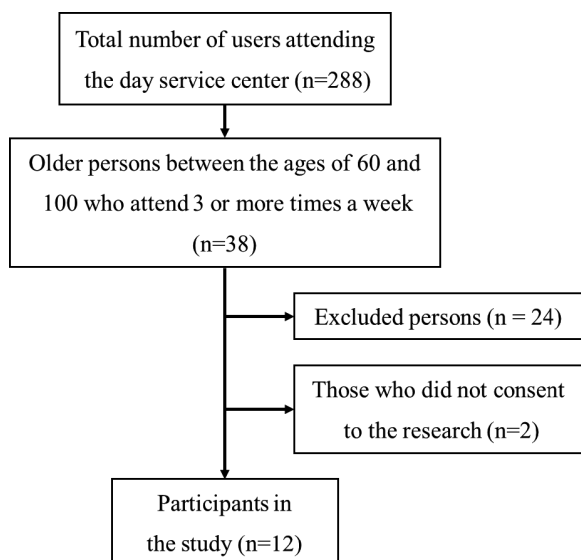 Total number of users attending
the day service center (n=288)
Older persons between the ages of 60 and
100 who attend 3 or more times a week
(n=38)
Excluded persons (n = 24)
Those who did not consent
to the research (n=2)
Participants in
the study (n=12)